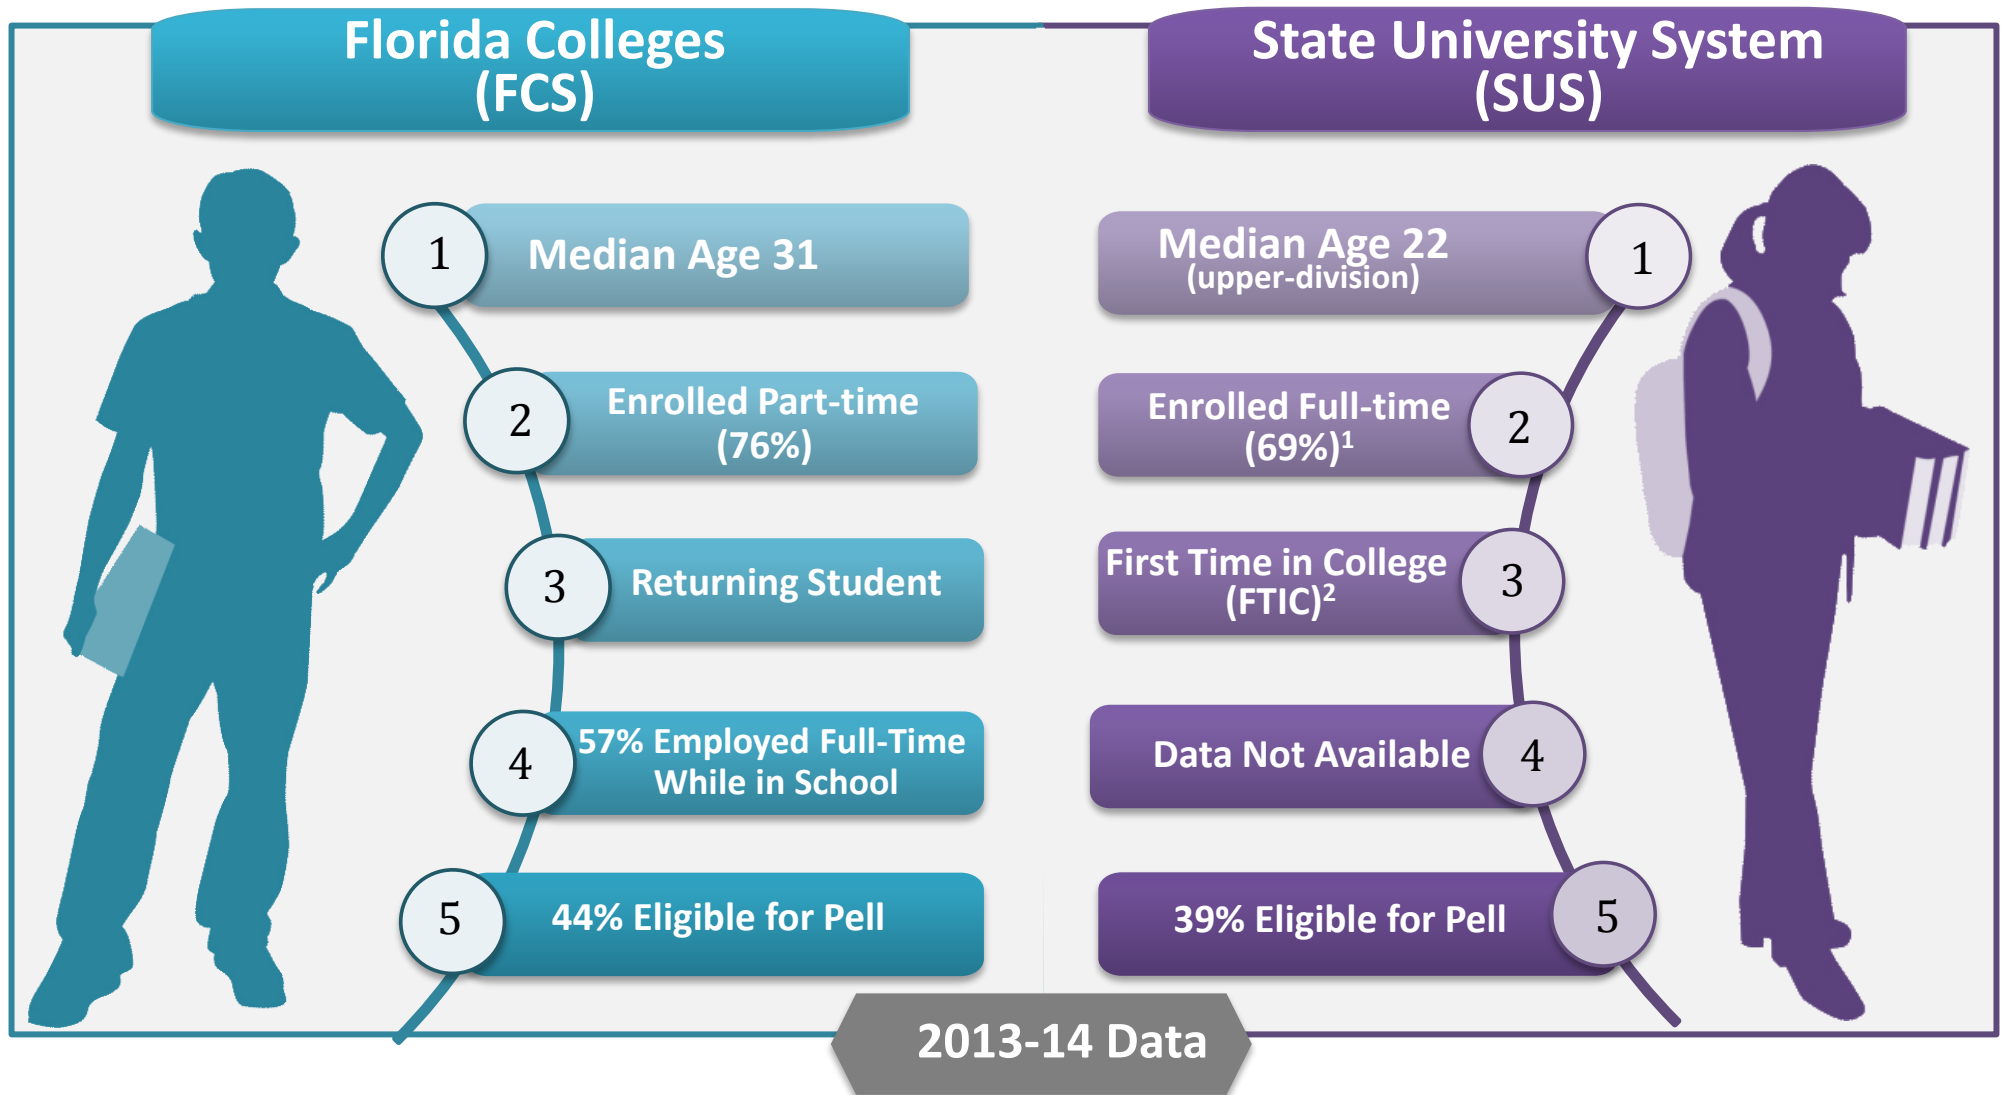 Florida Colleges
(FCS)
1
Median Age 31
2
Enrolled Part-time
(76%)
3
Returning Student
4
57% Employed Full-Time
While in School
5
44% Eligible for Pell
State University System
(SUS)
Median Age 22
(upper-division)
1
Enrolled Full-time
(69%)¹
2
First Time in College
(FTIC)²
3
Data Not Available
4
39% Eligible for Pell
5
2013-14 Data